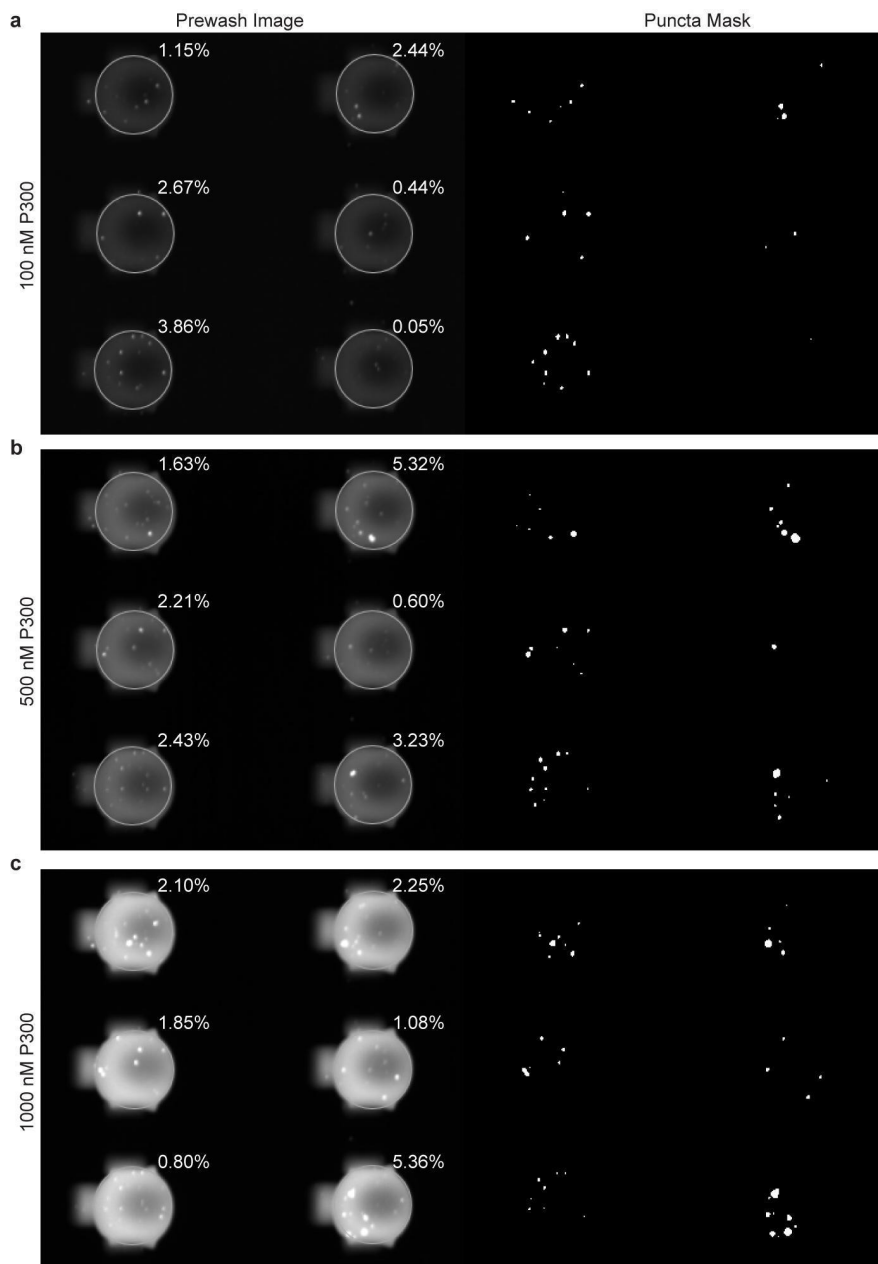 a
Prewash Image
Puncta Mask
100 nM P300
1.15%
2.44%
2.67%
0.44%
3.86%
0.05%
b
500 nM P300
1.63%
5.32%
2.21%
0.60%
2.43%
3.23%
c
1000 nM P300
2.10%
2.25%
1.85%
1.08%
0.80%
5.36%